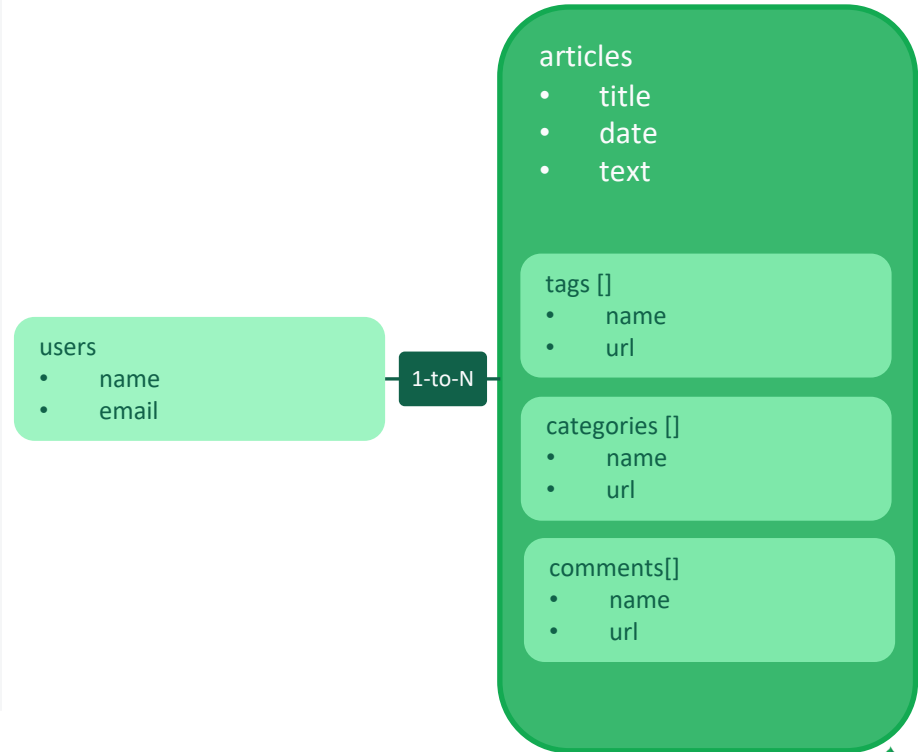 users
• name
• email
1-to-N
articles
• title
• date
• text
tags []
• name
• url
categories []
• name
• url
comments[]
• name
• url